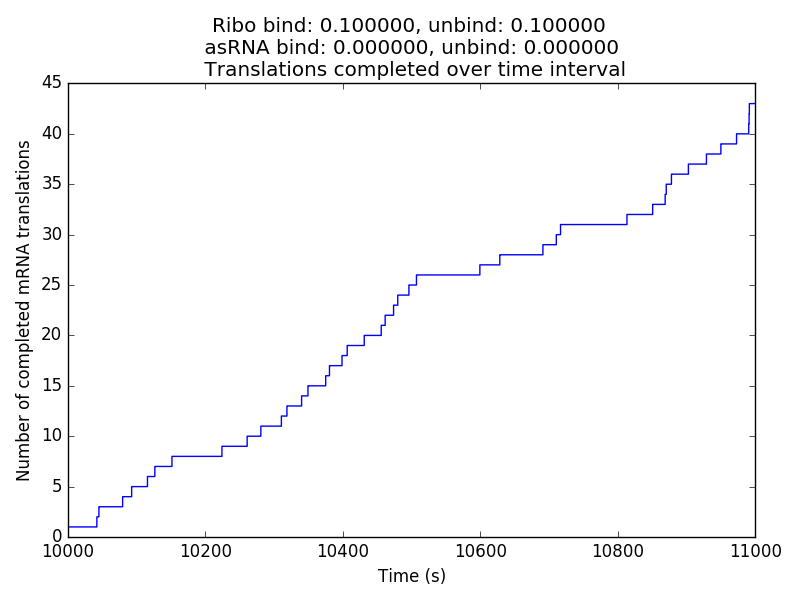 Ribo bind: 0.100000, unbind: 0.100000
asRNA bind: 0.000000, unbind: 0.000000
Translations completed over time interval
45
40
35
30
25
20
15
10
5
0
Number of completed mRNA translations
10000 10200 10400 10600 10800 11000
Time (s)